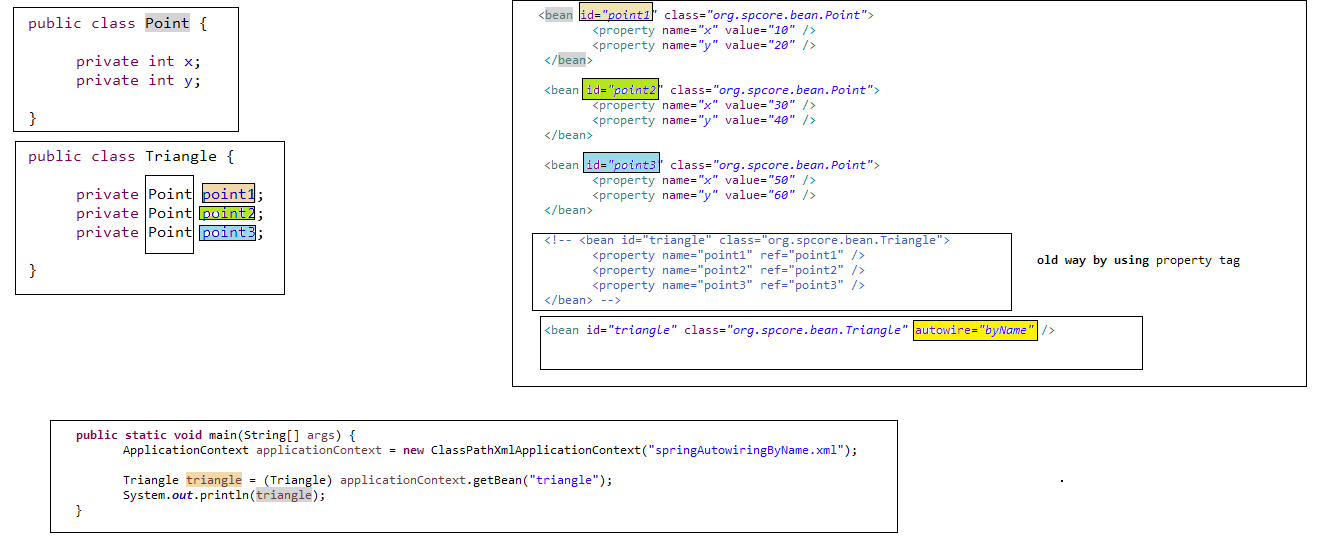 public class Point {
private int x;
private int y;
}
public class Triangle {
private Point point1;
private Point point2;
private Point point3;
}
<bean id="point1" class="org.spcore.bean.Point">
<property name="x" value="10" />
<property name="y" value="20" />
</bean>
<bean id="point2" class="org.spcore.bean.Point">
<property name="x" value="30" />
<property name="y" value="40" />
</bean>
<bean id="point3" class="org.spcore.bean.Point">
<property name="x" value="50" />
<property name="y" value="60" />
</bean>
<!-- <bean id="triangle" class="org.spcore.bean.Triangle">
<property name="point1" ref="point1" />
<property name="point2" ref="point2" />
<property name="point3" ref="point3" />
</bean> -->
old way by using property tag
<bean id="triangle" class="org.spcore.bean.Triangle" autowire="byName" />
public static void main(String[] args) {
ApplicationContext applicationContext = new ClassPathXmlApplicationContext("springAutowiringByName.xml");
Triangle triangle = (Triangle) applicationContext.getBean("triangle");
System.out.println(triangle);
}